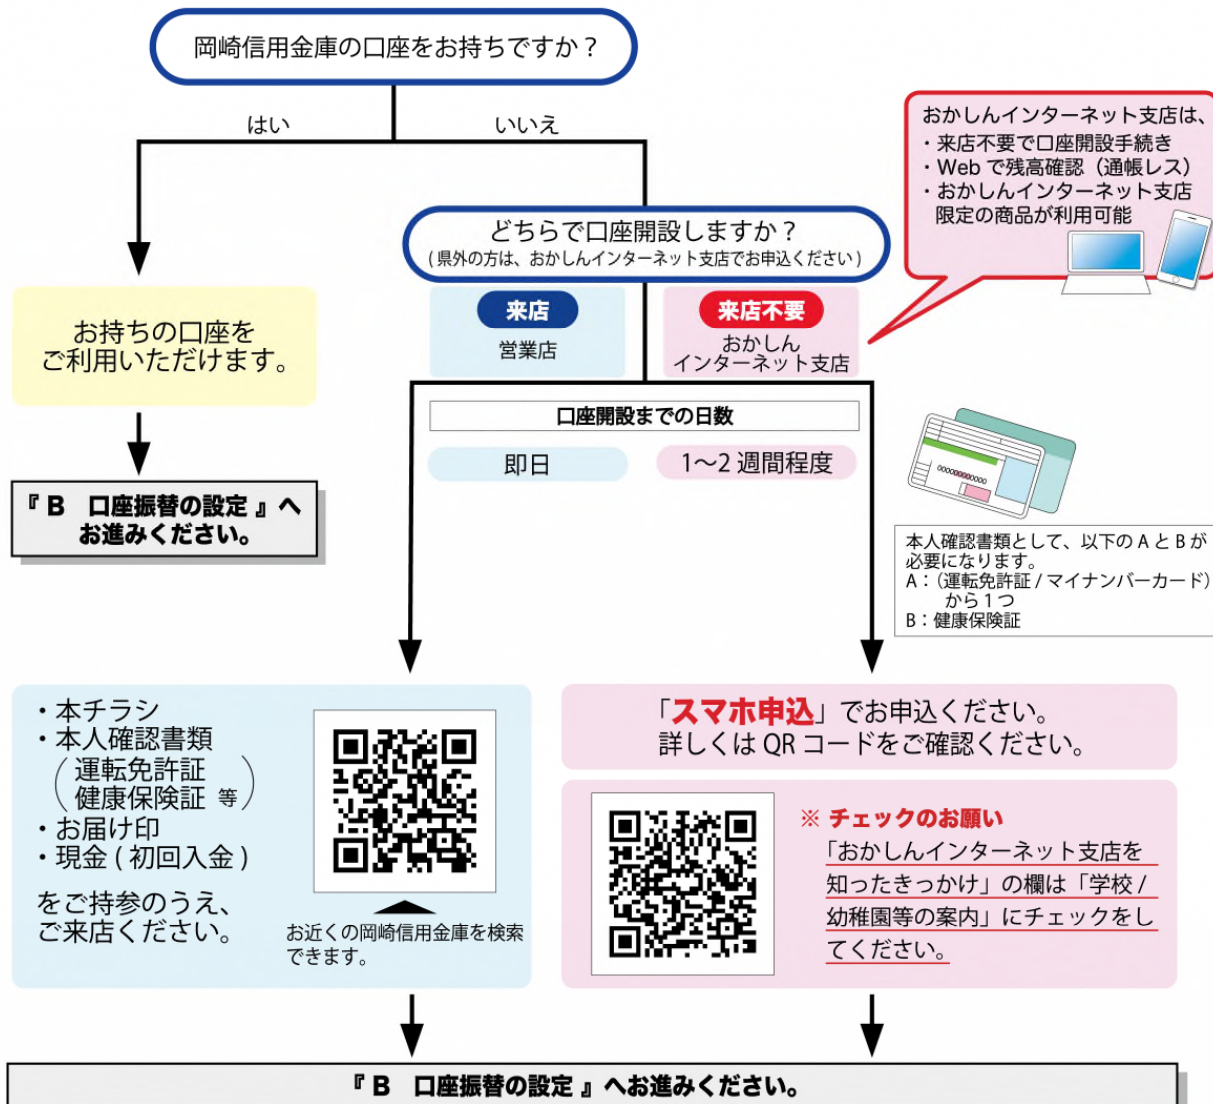 岡崎信用金庫の口座をお持ちですか？
はい
いいえ
おかしんインターネット支店は、
・来店不要で口座開設手続き
・Web で残高確認（通帳レス）
・おかしんインターネット支店
限定の商品が利用可能
どちらで口座開設しますか？
( 県外の方は、おかしんインターネット支店でお申込ください )
来店
営業店
来店不要
おかしん
インターネット支店
お持ちの口座を
ご利用いただけます。
口座開設までの日数
即日
1〜2 週間程度
『 B　口座振替の設定 』へ
お進みください。
0000000000000
本人確認書類として、以下の A と B が
必要になります。
A：（運転免許証 / マイナンバーカード）
から 1 つ
B：健康保険証
・本チラシ
・本人確認書類
（運転免許証
健康保険証 等）
・お届け印
・現金 ( 初回入金 )
をご持参のうえ、
ご来店ください。
お近くの岡崎信用金庫を検索
できます。
「スマホ申込」でお申込ください。
詳しくは QR コードをご確認ください。
※ チェックのお願い
「おかしんインターネット支店を
知ったきっかけ」の欄は「学校 /
幼稚園等の案内」にチェックをし
てください。
『 B　口座振替の設定 』へお進みください。